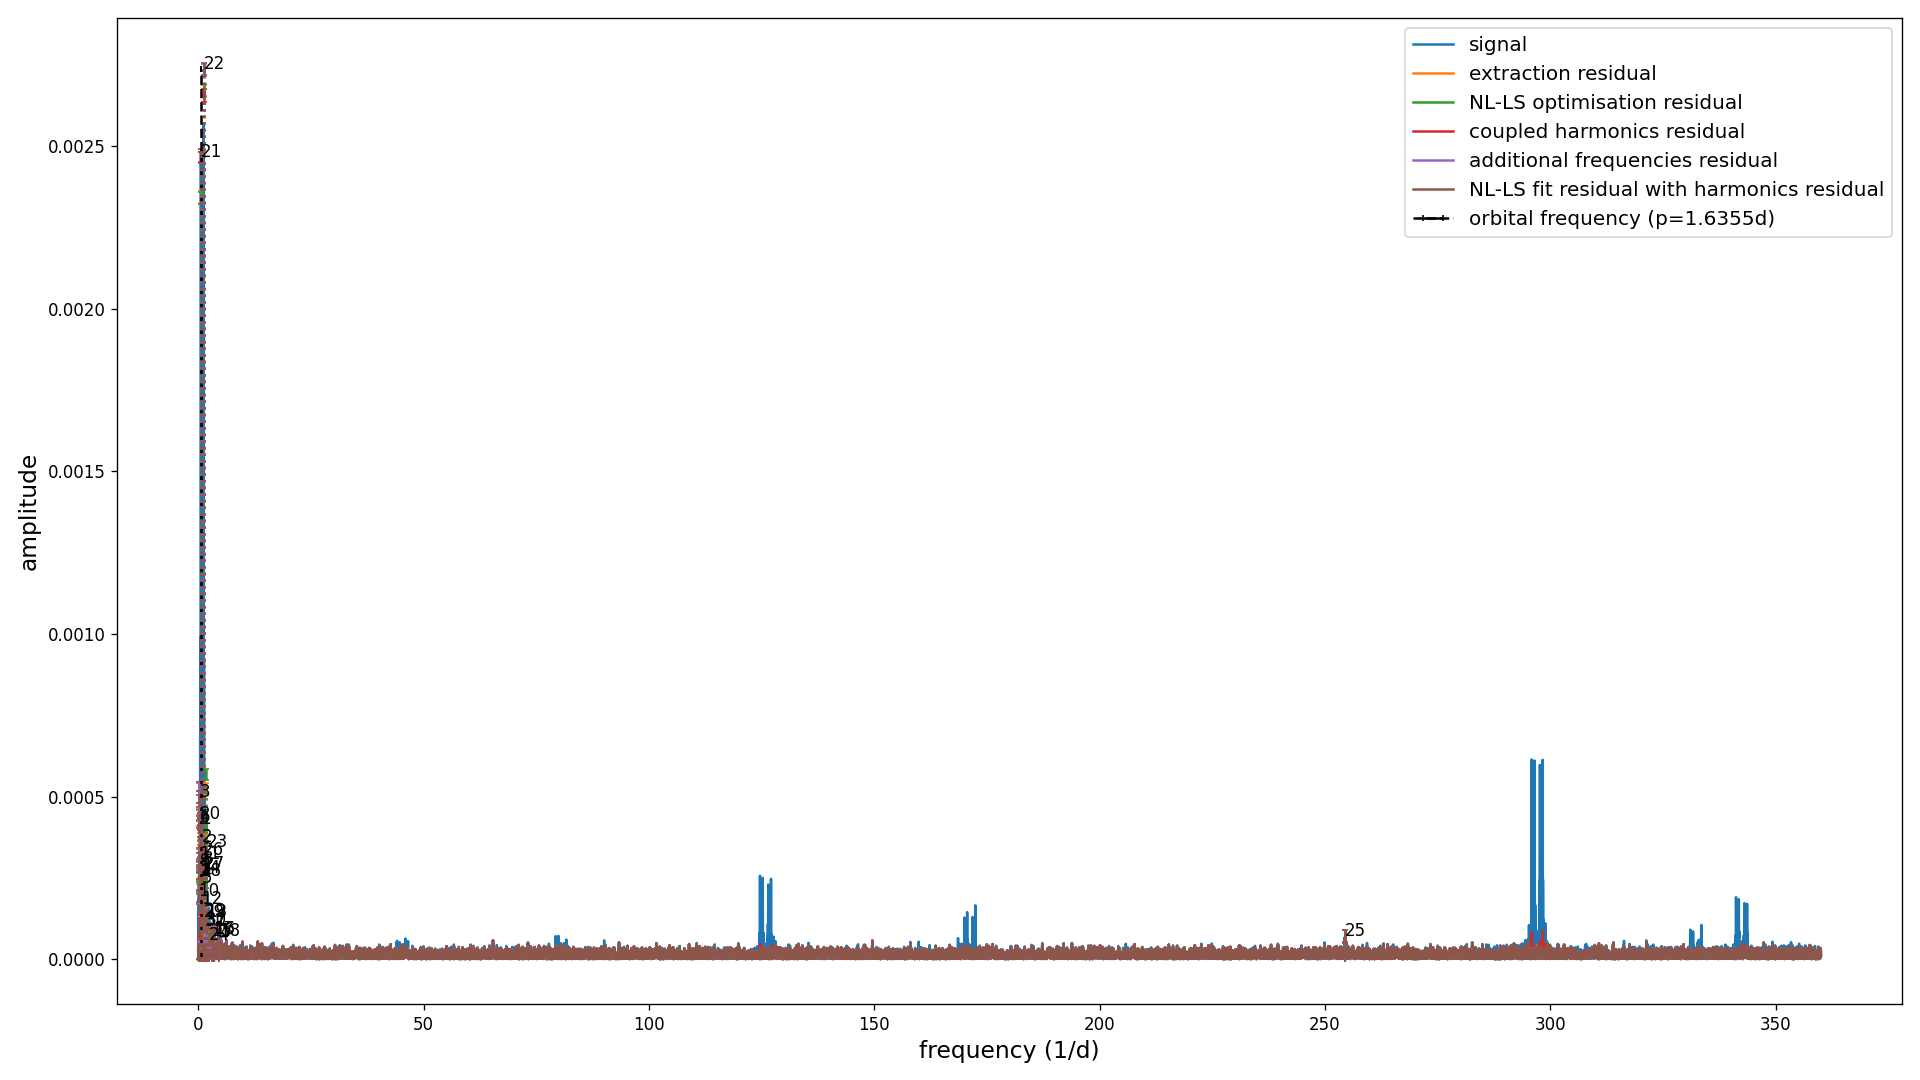 signal
extraction residual
NL-LS optimisation residual
coupled harmonics residual
additional frequencies residual
NL-LS fit residual with harmonics residual
orbital frequency (p=1.6355d)
22
21
3
23
10
12
25
0.0025
0.0020
0.0015
0.0010
0.0005
0.0000
amplitude
0
50
100
150
200
250
300
350
frequency (1/d)